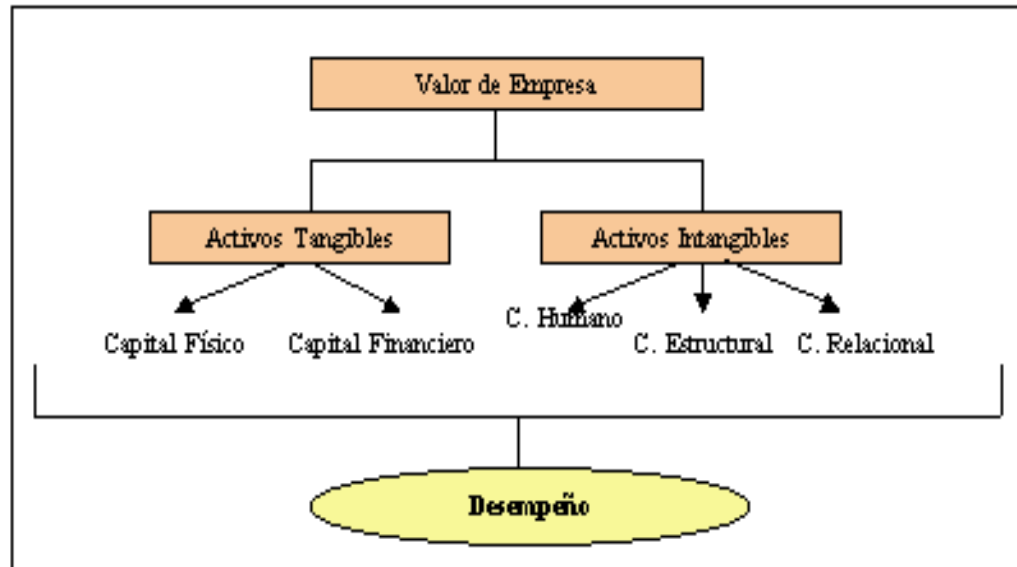 Valor de Empresa
Activos Tangibles
Activos Intangibles
Capital Físico
Capital Financiero
C. Humano
C. Estructural
C. Relacional
Desempeño